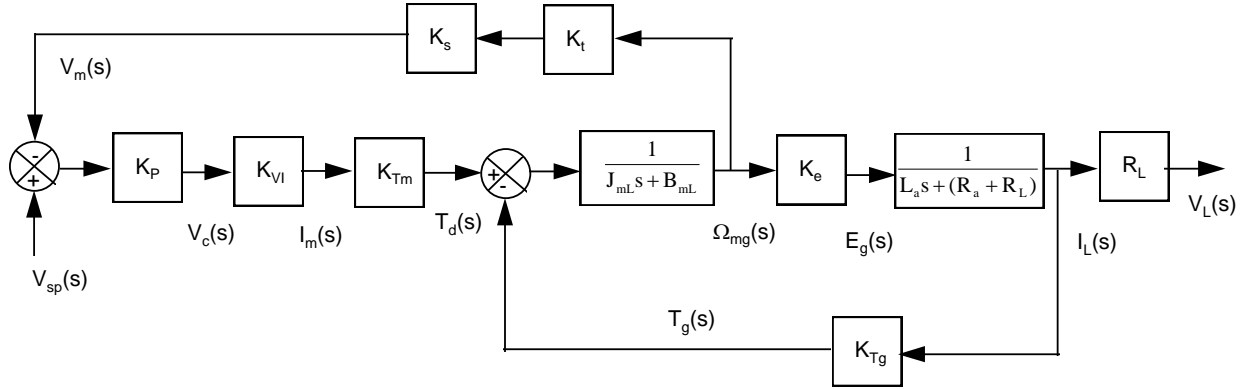 K_s
K_t
V_m(s)
-
+
K_P
K_VI
K_Tm
+
-
1
J_mL s + B_mL
K_e
1
L_a s + (R_a + R_L)
R_L
V_c(s)
I_m(s)
T_d(s)
Ω_mg(s)
E_g(s)
I_L(s)
V_L(s)
V_sp(s)
T_g(s)
K_Tg